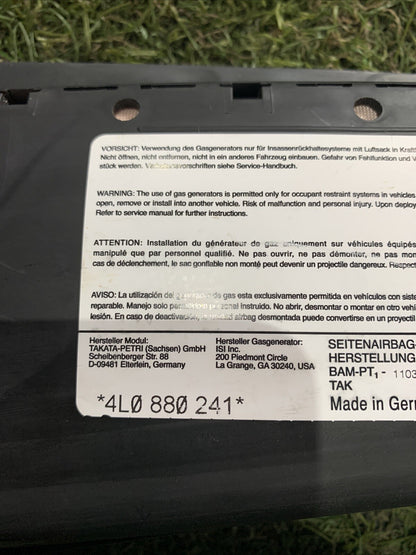 VORSICHT: Verwendung des Gasgenerators nur für Insassenrückhaltesysteme mit Luftsack in Kraftf
Nicht öffnen, nicht entfernen, nicht in ein anderes Fahrzeug einbauen. Gefahr von Fehlfunktion und V
stück werden. siehe Service-Handbuch.
WARNING: The use of gas generators is permitted only for occupant restraint systems in vehicles
open, remove or install into another vehicle. Risk of malfunction and personal injury. Upon deploy
Refer to service manual for further instructions.
ATTENTION: Installation du générateur de gaz uniquement sur véhicules équipés
manipulé que par personnel qualifié. Ne pas ouvrir, ne pas démonter, ne pas mon
cas de déclenchement, le sac gonflable non monté peut devenir un projectile dangereux. Respect
AVISO: La utilización del de gas esta exclusivamente permitida en vehículos con siste
reparable. Manejo solo personal instruido. No abrir, desmontar o montar en otro vehí
lesión. En caso de deactivación, airbag desmontada puede convertirse en un proyectil
Hersteller Modul:
TAKATA-PETRI (Sachsen) GmbH
Scheibenberger Str. 88
D-09481 Elterlein, Germany
Hersteller Gasgenerator:
ISI Inc.
200 Piedmont Circle
La Grange, GA 30240, USA
SEITENAIRBAG-
HERSTELLUNG
BAM-PT₁- 1103
TAK
Made in Ger
*4L0 880 241*